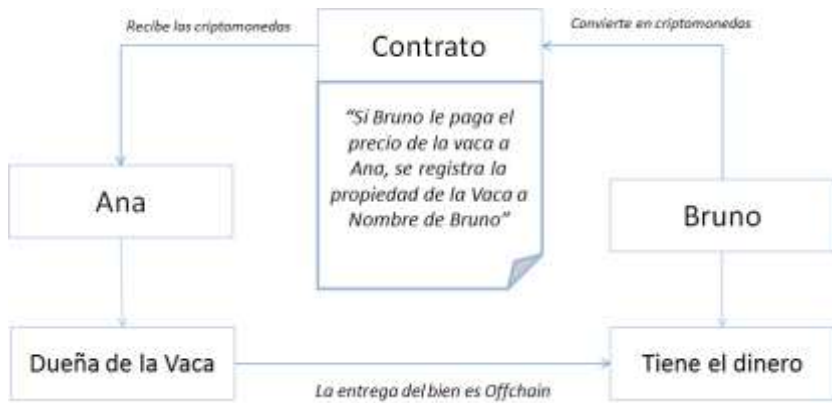 Recibe las criptomonedas
Contrato
Convierte en criptomonedas
“Si Bruno le paga el
precio de la vaca a
Ana, se registra la
propiedad de la Vaca a
Nombre de Bruno”
Ana
Bruno
Dueña de la Vaca
Tiene el dinero
La entrega del bien es Offchain